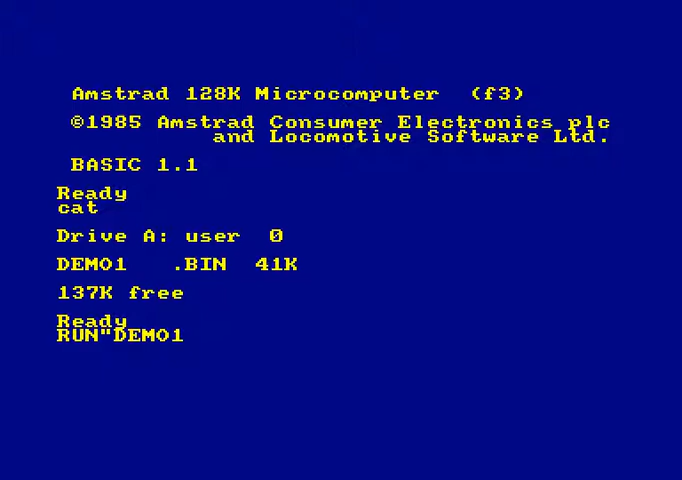 Amstrad 128K Microcomputer  (f3)
©1985 Amstrad Consumer Electronics plc
and Locomotive Software Ltd.
BASIC 1.1
Ready
cat
Drive A: user  0
DEMO1   .BIN  41K
137K free
Ready
RUN"DEMO1